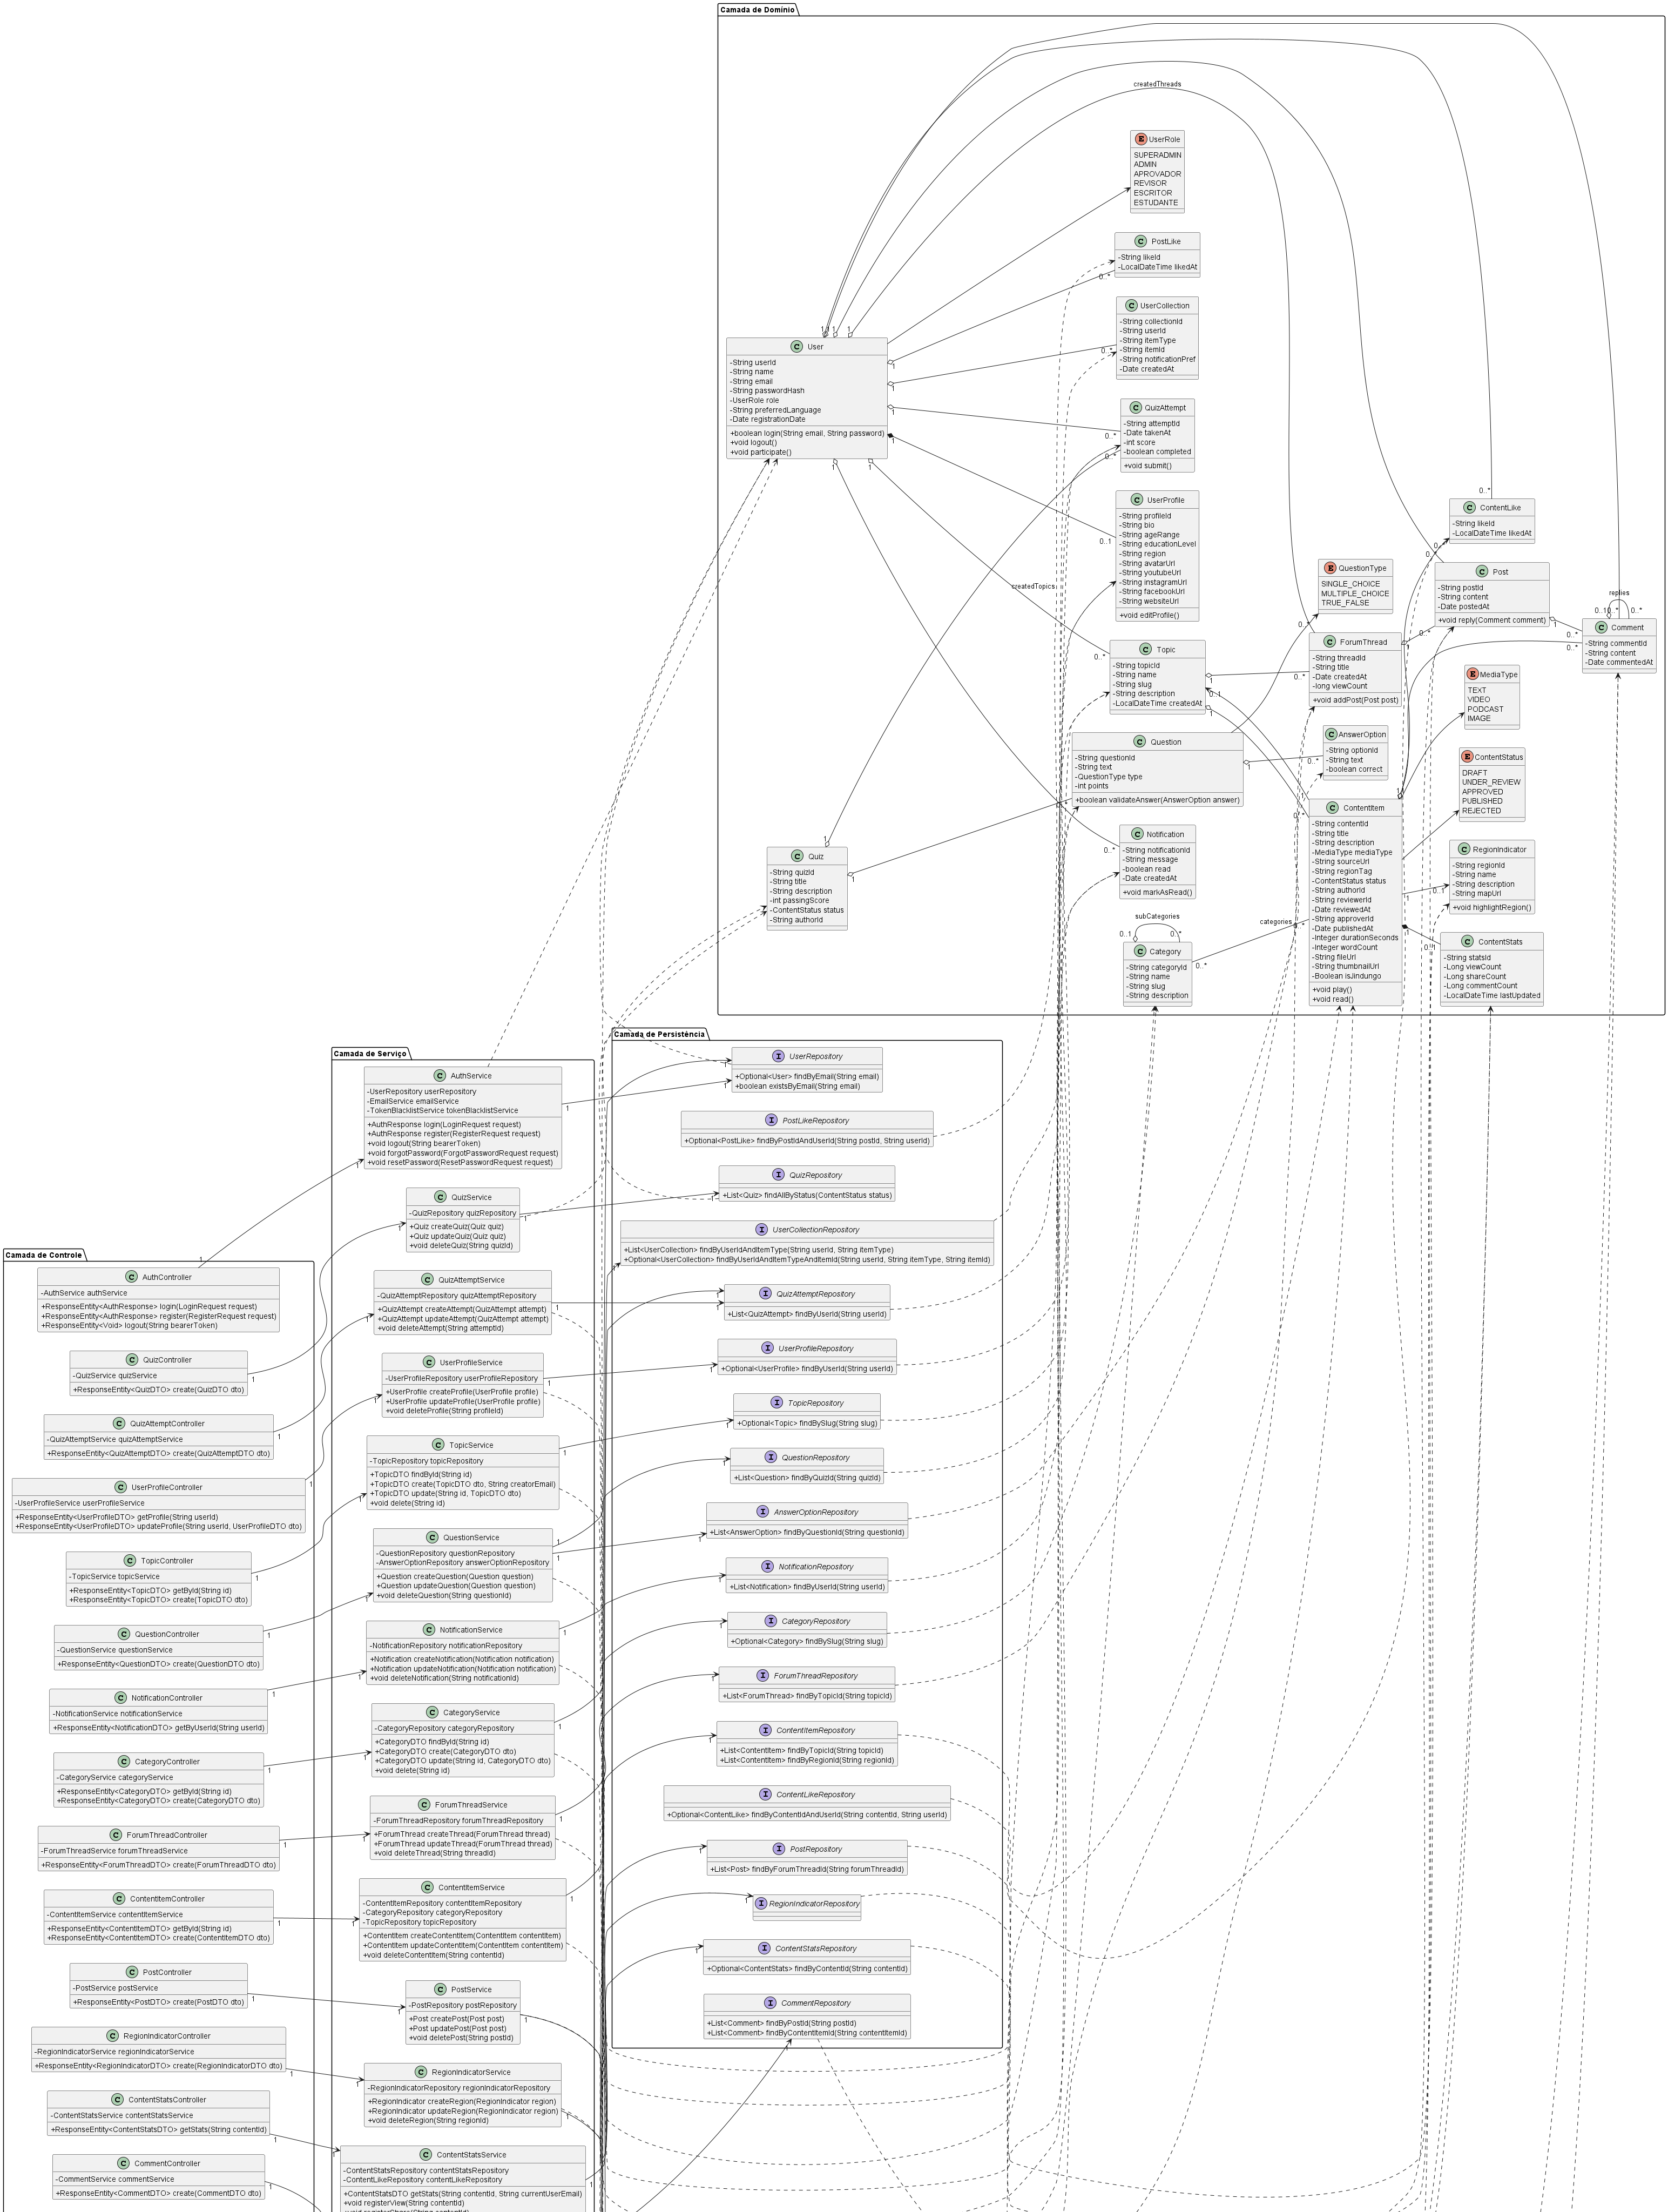 Camada de Domínio
createdThreads
E UserRole
SUPERADMIN
ADMIN
APROVADOR
REVISOR
ESCRITOR
ESTUDANTE
C PostLike
-String likeId
-LocalDateTime likedAt
C UserCollection
-String collectionId
-String userId
-String itemType
-String itemId
-String notificationPref
-Date createdAt
C User
-String userId
-String name
-String email
-String passwordHash
-UserRole role
-String preferredLanguage
-Date registrationDate
+boolean login(String email, String password)
+void logout()
+void participate()
C QuizAttempt
-String attemptId
-Date takenAt
-int score
-boolean completed
+void submit()
C UserProfile
-String profileId
-String bio
-String ageRange
-String educationLevel
-String region
-String avatarUrl
-String youtubeUrl
-String instagramUrl
-String facebookUrl
-String websiteUrl
+void editProfile()
C ContentLike
-String likeId
-LocalDateTime likedAt
E QuestionType
SINGLE_CHOICE
MULTIPLE_CHOICE
TRUE_FALSE
C Post
-String postId
-String content
-Date postedAt
+void reply(Comment comment)
replies
C Comment
-String commentId
-String content
-Date commentedAt
createdTopics
C Topic
-String topicId
-String name
-String slug
-String description
-LocalDateTime createdAt
C ForumThread
-String threadId
-String title
-Date createdAt
-long viewCount
+void addPost(Post post)
E MediaType
TEXT
VIDEO
PODCAST
IMAGE
C Question
-String questionId
-String text
-QuestionType type
-int points
+boolean validateAnswer(AnswerOption answer)
C AnswerOption
-String optionId
-String text
-boolean correct
E ContentStatus
DRAFT
UNDER_REVIEW
APPROVED
PUBLISHED
REJECTED
C ContentItem
-String contentId
-String title
-String description
-MediaType mediaType
-String sourceUrl
-String regionTag
-ContentStatus status
-String authorId
-String reviewerId
-Date reviewedAt
-String approverId
-Date publishedAt
-Integer durationSeconds
-Integer wordCount
-String fileUrl
-String thumbnailUrl
-Boolean isJindungo
+void play()
+void read()
C Notification
-String notificationId
-String message
-boolean read
-Date createdAt
+void markAsRead()
C Quiz
-String quizId
-String title
-String description
-int passingScore
-ContentStatus status
-String authorId
C RegionIndicator
-String regionId
-String name
-String description
-String mapUrl
+void highlightRegion()
subCategories
categories
C Category
-String categoryId
-String name
-String slug
-String description
C ContentStats
-String statsId
-Long viewCount
-Long shareCount
-Long commentCount
-LocalDateTime lastUpdated
Camada de Persistência
I UserRepository
+Optional<User> findByEmail(String email)
+boolean existsByEmail(String email)
I PostLikeRepository
+Optional<PostLike> findByPostIdAndUserId(String postId, String userId)
I QuizRepository
+List<Quiz> findAllByStatus(ContentStatus status)
I UserCollectionRepository
+List<UserCollection> findByUserIdAndItemType(String userId, String itemType)
+Optional<UserCollection> findByUserIdAndItemTypeAndItemId(String userId, String itemType, String itemId)
I QuizAttemptRepository
+List<QuizAttempt> findByUserId(String userId)
I UserProfileRepository
+Optional<UserProfile> findByUserId(String userId)
I TopicRepository
+Optional<Topic> findBySlug(String slug)
I QuestionRepository
+List<Question> findByQuizId(String quizId)
I AnswerOptionRepository
+List<AnswerOption> findByQuestionId(String questionId)
I NotificationRepository
+List<Notification> findByUserId(String userId)
I CategoryRepository
+Optional<Category> findBySlug(String slug)
I ForumThreadRepository
+List<ForumThread> findByTopicId(String topicId)
I ContentItemRepository
+List<ContentItem> findByTopicId(String topicId)
+List<ContentItem> findByRegionId(String regionId)
I ContentLikeRepository
+Optional<ContentLike> findByContentIdAndUserId(String contentId, String userId)
I PostRepository
+List<Post> findByForumThreadId(String forumThreadId)
I RegionIndicatorRepository
I ContentStatsRepository
+Optional<ContentStats> findByContentId(String contentId)
I CommentRepository
+List<Comment> findByPostId(String postId)
+List<Comment> findByContentItemId(String contentItemId)
Camada de Serviço
C AuthService
-UserRepository userRepository
-EmailService emailService
-TokenBlacklistService tokenBlacklistService
+AuthResponse login(LoginRequest request)
+AuthResponse register(RegisterRequest request)
+void logout(String bearerToken)
+void forgotPassword(ForgotPasswordRequest request)
+void resetPassword(ResetPasswordRequest request)
C QuizService
-QuizRepository quizRepository
+Quiz createQuiz(Quiz quiz)
+Quiz updateQuiz(Quiz quiz)
+void deleteQuiz(String quizId)
C QuizAttemptService
-QuizAttemptRepository quizAttemptRepository
+QuizAttempt createAttempt(QuizAttempt attempt)
+QuizAttempt updateAttempt(QuizAttempt attempt)
+void deleteAttempt(String attemptId)
C UserProfileService
-UserProfileRepository userProfileRepository
+UserProfile createProfile(UserProfile profile)
+UserProfile updateProfile(UserProfile profile)
+void deleteProfile(String profileId)
C TopicService
-TopicRepository topicRepository
+TopicDTO findById(String id)
+TopicDTO create(TopicDTO dto, String creatorEmail)
+TopicDTO update(String id, TopicDTO dto)
+void delete(String id)
C QuestionService
-QuestionRepository questionRepository
-AnswerOptionRepository answerOptionRepository
+Question createQuestion(Question question)
+Question updateQuestion(Question question)
+void deleteQuestion(String questionId)
C NotificationService
-NotificationRepository notificationRepository
+Notification createNotification(Notification notification)
+Notification updateNotification(Notification notification)
+void deleteNotification(String notificationId)
C CategoryService
-CategoryRepository categoryRepository
+CategoryDTO findById(String id)
+CategoryDTO create(CategoryDTO dto)
+CategoryDTO update(String id, CategoryDTO dto)
+void delete(String id)
C ForumThreadService
-ForumThreadRepository forumThreadRepository
+ForumThread createThread(ForumThread thread)
+ForumThread updateThread(ForumThread thread)
+void deleteThread(String threadId)
C ContentItemService
-ContentItemRepository contentItemRepository
-CategoryRepository categoryRepository
-TopicRepository topicRepository
+ContentItem createContentItem(ContentItem contentItem)
+ContentItem updateContentItem(ContentItem contentItem)
+void deleteContentItem(String contentId)
C PostService
-PostRepository postRepository
+Post createPost(Post post)
+Post updatePost(Post post)
+void deletePost(String postId)
C RegionIndicatorService
-RegionIndicatorRepository regionIndicatorRepository
+RegionIndicator createRegion(RegionIndicator region)
+RegionIndicator updateRegion(RegionIndicator region)
+void deleteRegion(String regionId)
C ContentStatsService
-ContentStatsRepository contentStatsRepository
-ContentLikeRepository contentLikeRepository
+ContentStatsDTO getStats(String contentId, String currentUserEmail)
+void registerView(String contentId)
Camada de Controle
C AuthController
-AuthService authService
+ResponseEntity<AuthResponse> login(LoginRequest request)
+ResponseEntity<AuthResponse> register(RegisterRequest request)
+ResponseEntity<Void> logout(String bearerToken)
C QuizController
-QuizService quizService
+ResponseEntity<QuizDTO> create(QuizDTO dto)
C QuizAttemptController
-QuizAttemptService quizAttemptService
+ResponseEntity<QuizAttemptDTO> create(QuizAttemptDTO dto)
C UserProfileController
-UserProfileService userProfileService
+ResponseEntity<UserProfileDTO> getProfile(String userId)
+ResponseEntity<UserProfileDTO> updateProfile(String userId, UserProfileDTO dto)
C TopicController
-TopicService topicService
+ResponseEntity<TopicDTO> getById(String id)
+ResponseEntity<TopicDTO> create(TopicDTO dto)
C QuestionController
-QuestionService questionService
+ResponseEntity<QuestionDTO> create(QuestionDTO dto)
C NotificationController
-NotificationService notificationService
+ResponseEntity<NotificationDTO> getByUserId(String userId)
C CategoryController
-CategoryService categoryService
+ResponseEntity<CategoryDTO> getById(String id)
+ResponseEntity<CategoryDTO> create(CategoryDTO dto)
C ForumThreadController
-ForumThreadService forumThreadService
+ResponseEntity<ForumThreadDTO> create(ForumThreadDTO dto)
C ContentItemController
-ContentItemService contentItemService
+ResponseEntity<ContentItemDTO> getById(String id)
+ResponseEntity<ContentItemDTO> create(ContentItemDTO dto)
C PostController
-PostService postService
+ResponseEntity<PostDTO> create(PostDTO dto)
C RegionIndicatorController
-RegionIndicatorService regionIndicatorService
+ResponseEntity<RegionIndicatorDTO> create(RegionIndicatorDTO dto)
C ContentStatsController
-ContentStatsService contentStatsService
+ResponseEntity<ContentStatsDTO> getStats(String contentId)
C CommentController
-CommentService commentService
+ResponseEntity<CommentDTO> create(CommentDTO dto)